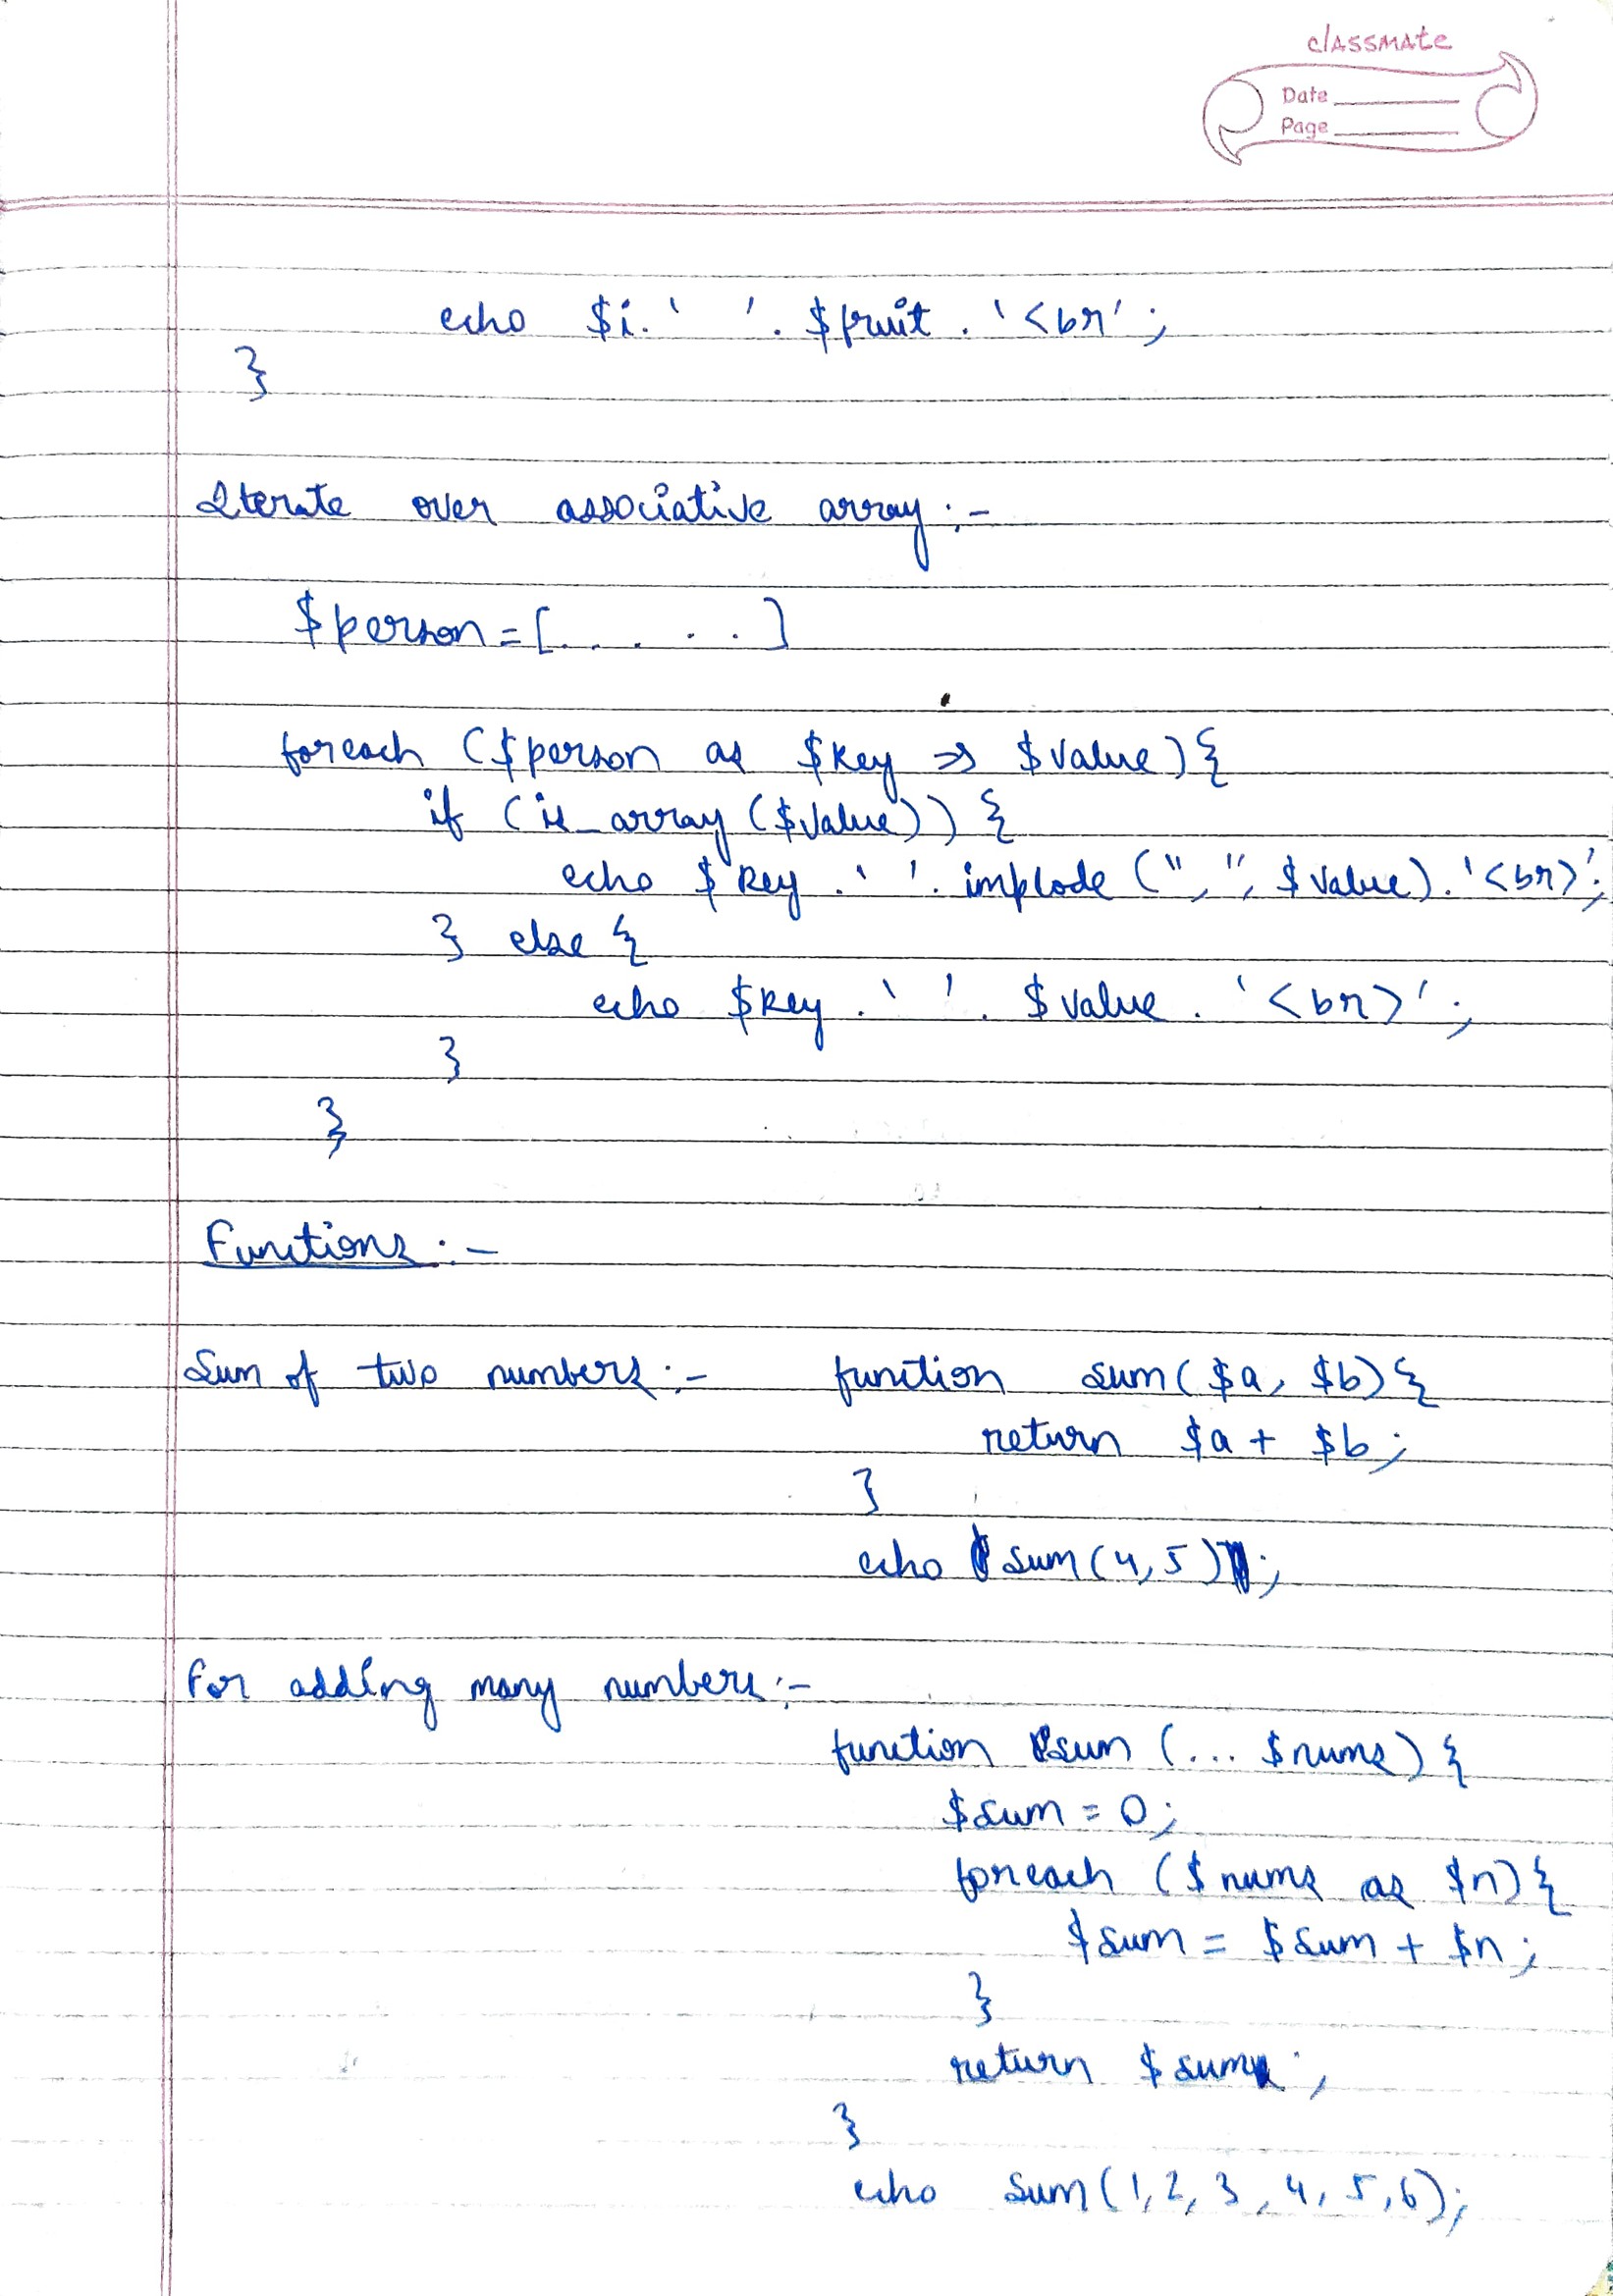 classmate
Date
Page
echo $i.' '. $fruit . '<br';
}
Iterate over associative array :-
$person = [. . . . .]
foreach ($person as $key => $value) {
if (is_array ($value)) {
echo $key .' '. implode (",", $value). '<br>';
} else {
echo $key . ' ' . $value . '<br>';
}
}
Functions :-
Sum of two numbers :- function sum( $a, $b) {
return $a + $b;
}
echo sum(4,5);
For adding many numbers :-
function sum (... $nums) {
$sum = 0;
foreach ($nums as $n) {
$sum = $sum + $n;
}
return $sum ;
}
echo sum(1, 2, 3, 4, 5, 6);